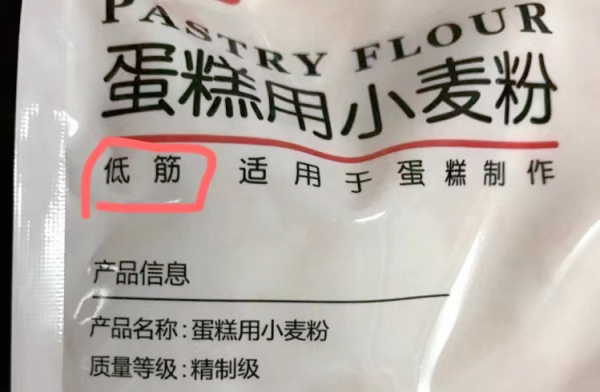 PASTRY FLOUR
蛋糕用小麦粉
低筋 适用于蛋糕制作
产品信息
产品名称:蛋糕用小麦粉
质量等级:精制级